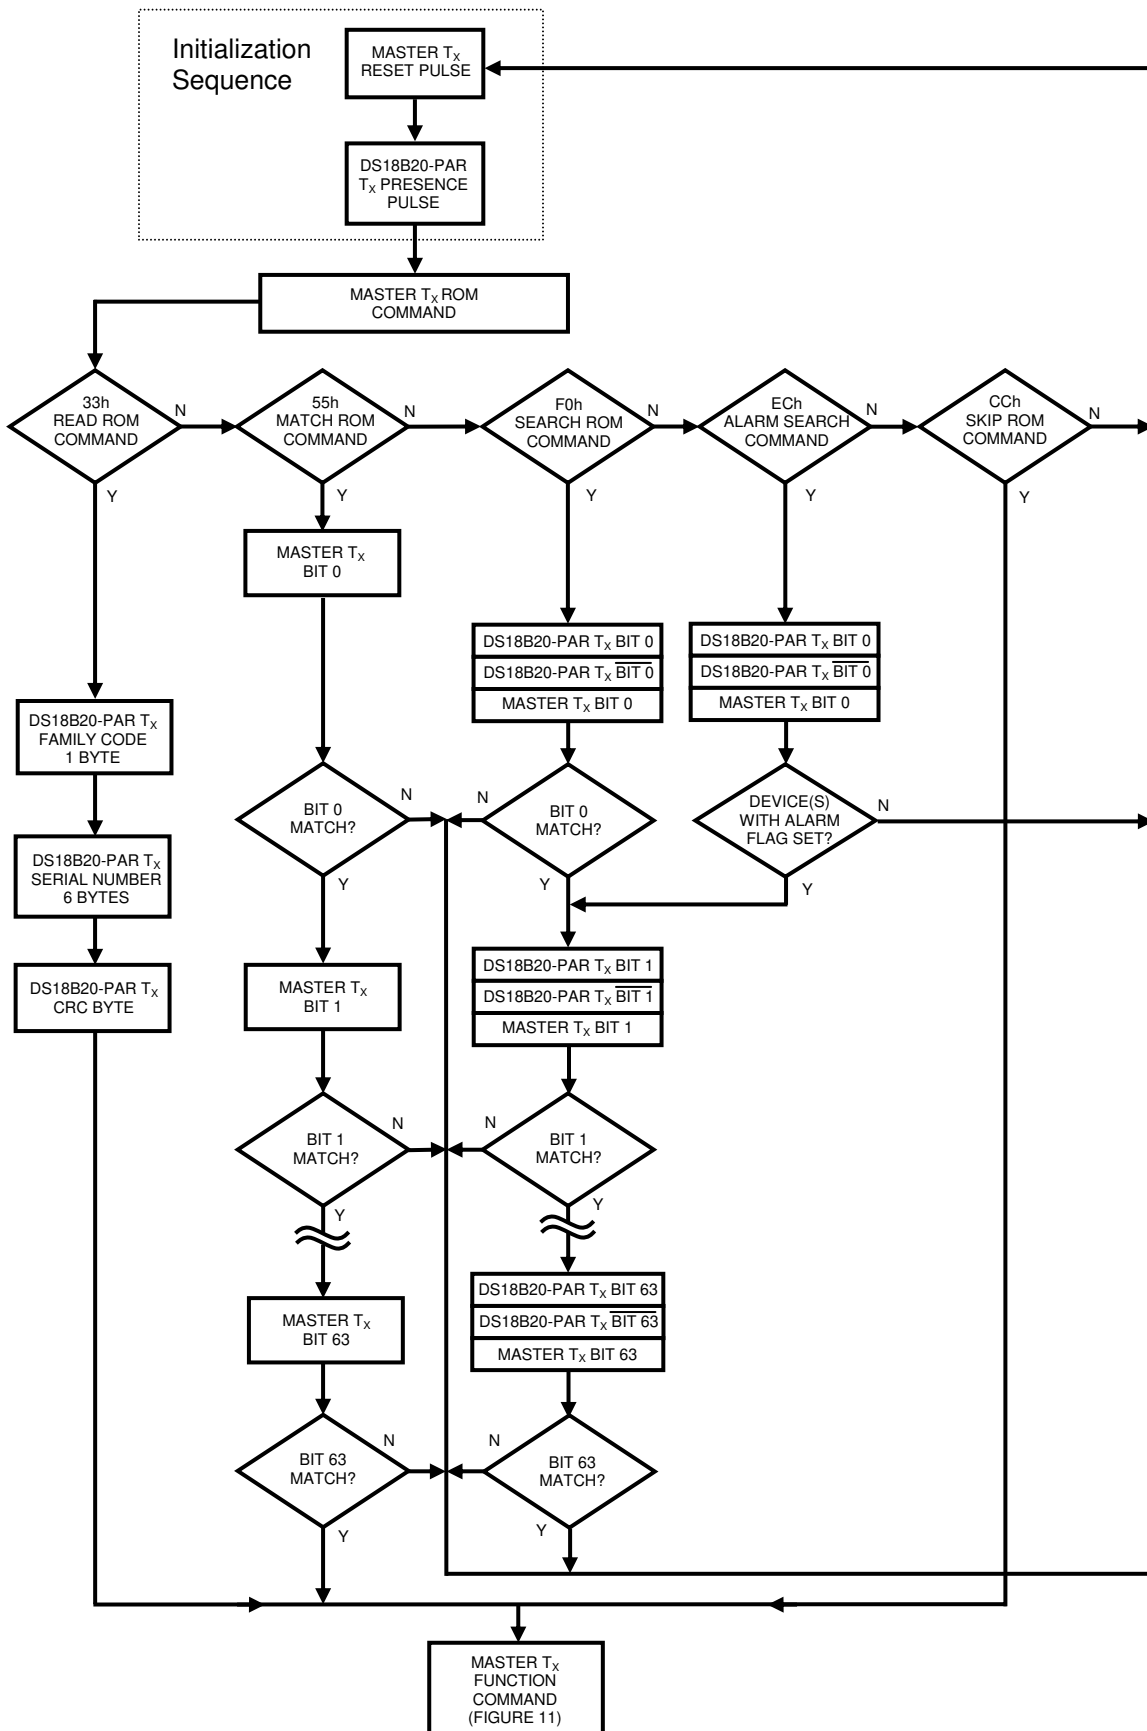 Initialization
Sequence
MASTER TX
RESET PULSE
DS18B20-PAR
TX PRESENCE
PULSE
MASTER TX ROM
COMMAND
33h
READ ROM
COMMAND
N
Y
55h
MATCH ROM
COMMAND
N
Y
F0h
SEARCH ROM
COMMAND
N
Y
ECh
ALARM SEARCH
COMMAND
N
Y
CCh
SKIP ROM
COMMAND
N
Y
MASTER TX
BIT 0
DS18B20-PAR TX BIT 0
DS18B20-PAR TX B̅I̅T̅ ̅0̅
MASTER TX BIT 0
DS18B20-PAR TX BIT 0
DS18B20-PAR TX B̅I̅T̅ ̅0̅
MASTER TX BIT 0
DS18B20-PAR TX
FAMILY CODE
1 BYTE
BIT 0
MATCH?
N
Y
BIT 0
MATCH?
N
Y
DEVICE(S)
WITH ALARM
FLAG SET?
N
Y
DS18B20-PAR TX
SERIAL NUMBER
6 BYTES
DS18B20-PAR TX
CRC BYTE
MASTER TX
BIT 1
DS18B20-PAR TX BIT 1
DS18B20-PAR TX B̅I̅T̅ ̅1̅
MASTER TX BIT 1
BIT 1
MATCH?
N
Y
BIT 1
MATCH?
N
Y
MASTER TX
BIT 63
DS18B20-PAR TX BIT 63
DS18B20-PAR TX B̅I̅T̅ ̅6̅3̅
MASTER TX BIT 63
BIT 63
MATCH?
N
Y
BIT 63
MATCH?
N
Y
MASTER TX
FUNCTION
COMMAND
(FIGURE 11)